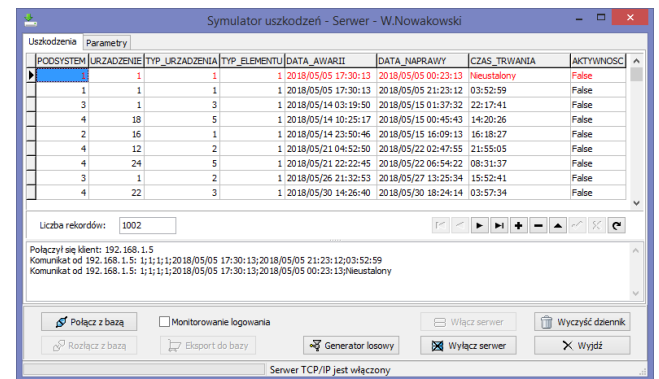 Symulator uszkodzeń - Serwer - W.Nowakowski
Uszkodzenia Parametry
PODSYSTEM URZADZENIE TYP_URZADZENIA TYP_ELEMENTU DATA_AWARII DATA_NAPRAWY CZAS_TRWANIA AKTYWNOSC
1 1 1 1 2018/05/05 17:30:13 2018/05/05 00:23:13 Nieustalony False
1 1 1 1 2018/05/05 17:30:13 2018/05/05 21:23:12 03:52:59 False
3 1 3 1 2018/05/14 03:19:50 2018/05/15 01:37:32 22:17:41 False
4 18 5 1 2018/05/14 10:25:17 2018/05/15 00:45:43 14:20:26 False
2 16 1 1 2018/05/14 23:50:46 2018/05/15 16:09:13 16:18:27 False
4 12 2 1 2018/05/21 04:52:50 2018/05/22 02:47:55 21:55:05 False
4 24 5 1 2018/05/21 22:22:45 2018/05/22 06:54:22 08:31:37 False
3 1 2 1 2018/05/26 21:32:53 2018/05/27 13:25:34 15:52:41 False
4 22 3 1 2018/05/30 14:26:40 2018/05/30 18:24:14 03:57:34 False
Liczba rekordów: 1002
Połączył się klient: 192.168.1.5
Komunikat od 192.168.1.5: 1;1;1;1;2018/05/05 17:30:13;2018/05/05 21:23:12;03:52:59
Komunikat od 192.168.1.5: 1;1;1;1;2018/05/05 17:30:13;2018/05/05 00:23:13;Nieustalony
Połącz z bazą Monitorowanie logowania Włącz serwer Wyczyść dziennik
Rozłącz z bazą Eksport do bazy Generator losowy Wyłącz serwer Wyjdź
Serwer TCP/IP jest włączony